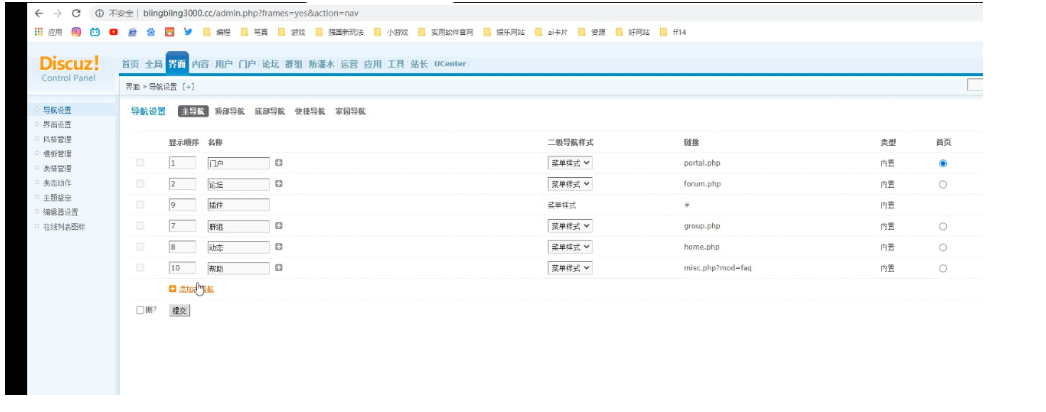 不安全 blingbling3000.cc/admin.php?frames=yes&action=nav
应用 编程 写真 游戏 强国新玩法 小游戏 实用软件官网 娱乐网站 ai卡片 资源 好网站 ff14
Discuz!
Control Panel
首页 全局 界面 内容 用户 门户 论坛 群组 防灌水 运营 应用 工具 站长 UCenter
界面 » 导航设置 [+]
导航设置
界面设置
风格管理
模板管理
表情管理
表态动作
主题鉴定
编辑器设置
在线列表图标
导航设置 主导航 顶部导航 底部导航 快捷导航 家园导航
显示顺序 名称 二级导航样式 链接 类型 首页
1 门户 菜单样式 portal.php 内置
2 论坛 菜单样式 forum.php 内置
9 插件 菜单样式 # 内置
7 群组 菜单样式 group.php 内置
8 动态 菜单样式 home.php 内置
10 帮助 菜单样式 misc.php?mod=faq 内置
添加 导航
删? 提交